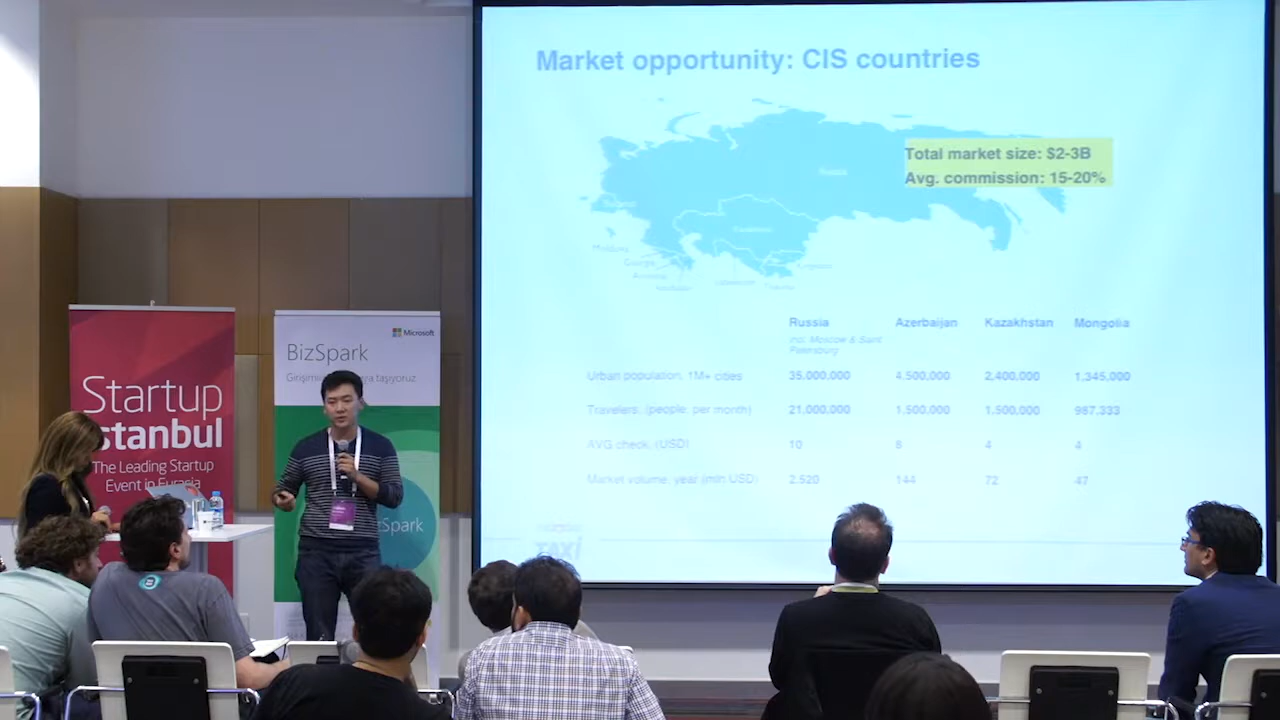 Market opportunity: CIS countries
Total market size: $2-3B
Avg. commission: 15-20%
Russia
Kazakhstan
Moldova
Georgia
Russia Azerbaijan Kazakhstan Mongolia
incl. Moscow & Saint
Petersburg
Urban population, 1M+ cities 35.000,000 4,500,000 2,400,000 1,345,000
Travelers, (people, per month) 21.000,000 1,500,000 1,500,000 987,333
AVG check, (USD) 10 8 4 4
Market volume, year (mln USD) 2.520 144 72 47
TAXI
Startup
istanbul
The Leading Startup
Event in Eurasia
Microsoft
BizSpark